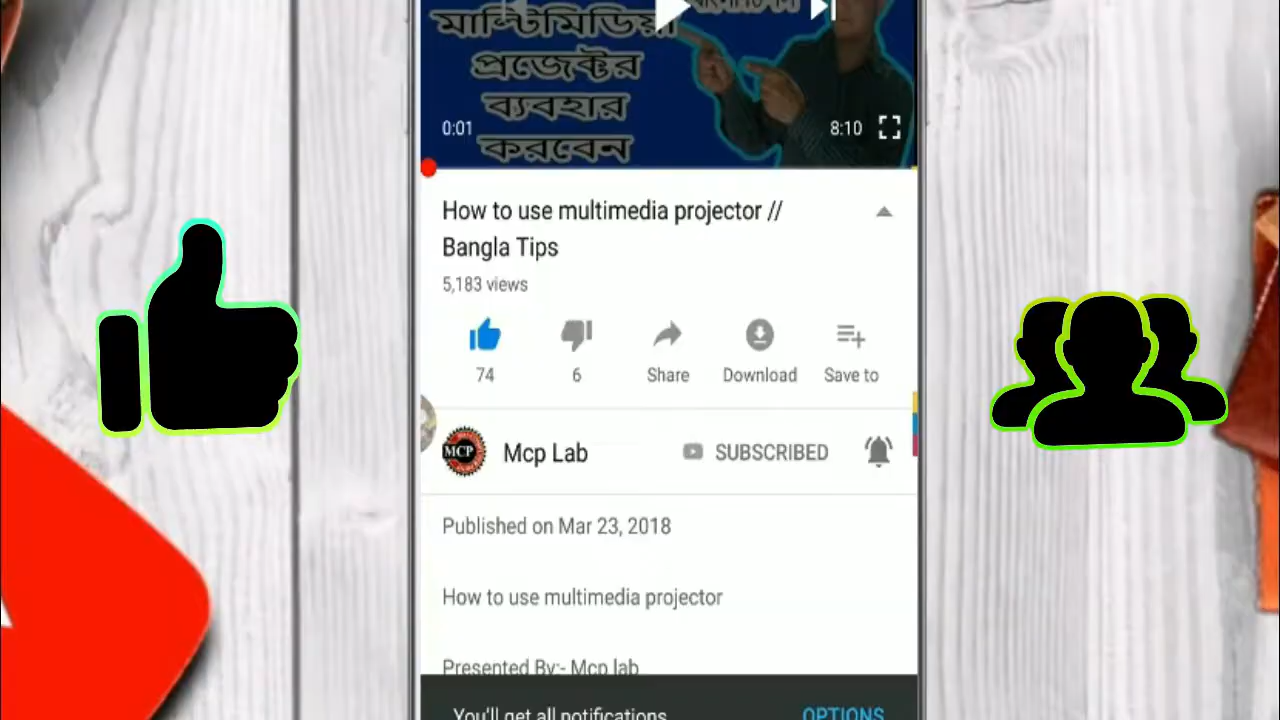 মাল্টিমিডিয়া
প্রজেক্টর
ব্যবহার
করবেন
0:01
8:10
How to use multimedia projector //
Bangla Tips
5,183 views
74
6
Share
Download
Save to
MCP
Mcp Lab
SUBSCRIBED
Published on Mar 23, 2018
How to use multimedia projector
Presented By:- Mcp lab
You'll get all notifications
OPTIONS